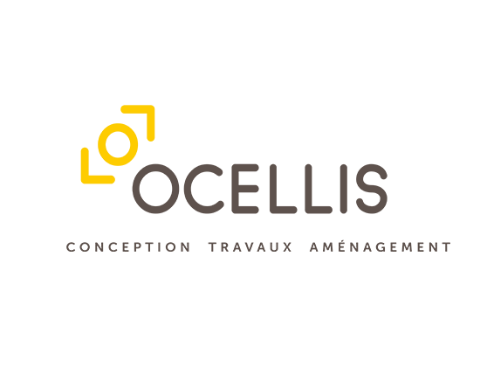 OCELLIS
CONCEPTION TRAVAUX AMÉNAGEMENT